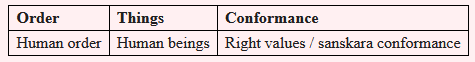 Order Things Conformance
Human order Human beings Right values / sanskara conformance